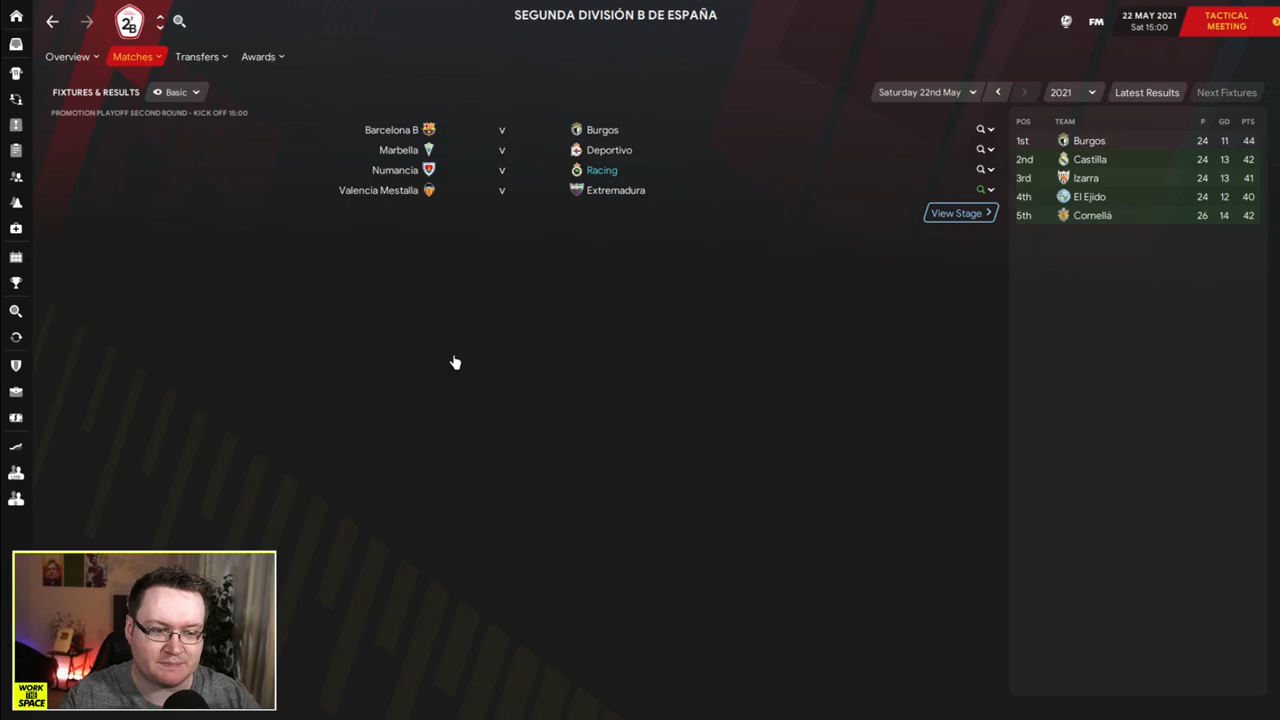 SEGUNDA DIVISIÓN B DE ESPAÑA
2ªB
FM
22 MAY 2021
Sat 15:00
TACTICAL
MEETING
Overview
Matches
Transfers
Awards
FIXTURES & RESULTS
Basic
Saturday 22nd May
2021
Latest Results
Next Fixtures
PROMOTION PLAYOFF SECOND ROUND - KICK OFF 15:00
Barcelona B v Burgos
Marbella v Deportivo
Numancia v Racing
Valencia Mestalla v Extremadura
View Stage
POS TEAM P GD PTS
1st Burgos 24 11 44
2nd Castilla 24 13 42
3rd Izarra 24 13 41
4th El Ejido 24 12 40
5th Cornellá 26 14 42
WORK
THE
SPACE